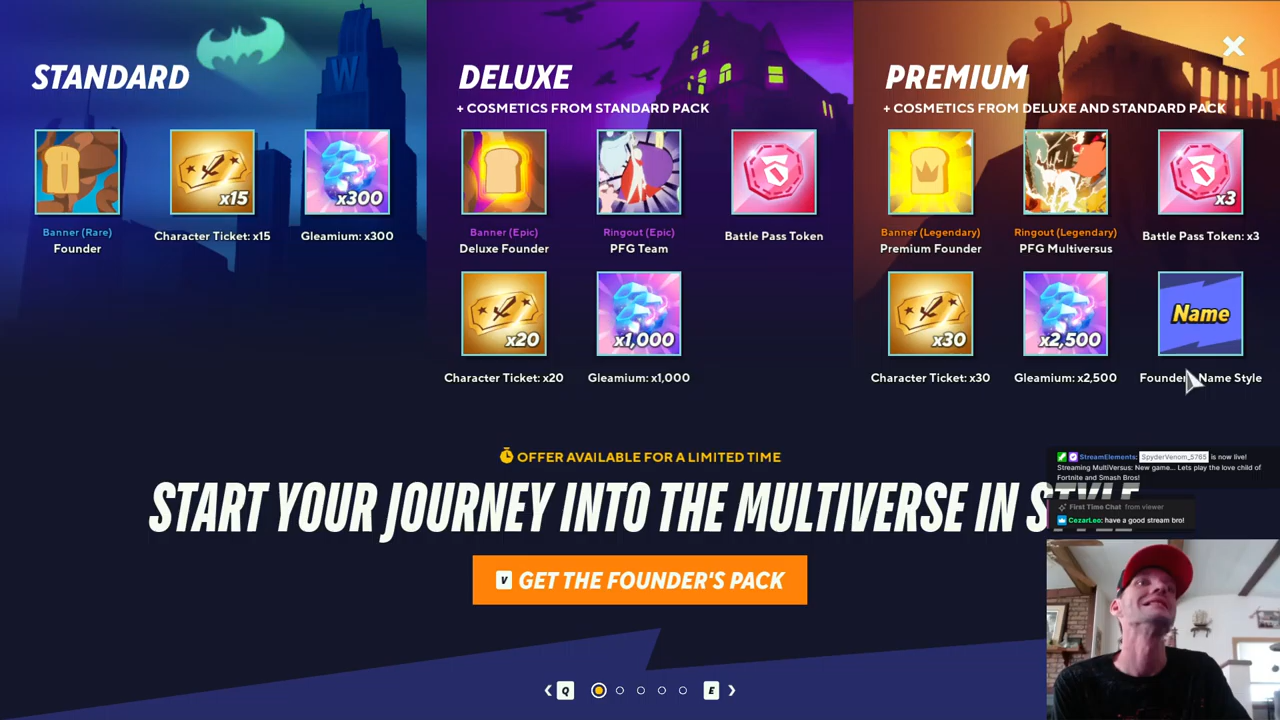 STANDARD
Banner (Rare)
Founder
x15
Character Ticket: x15
x300
Gleamium: x300
W
DELUXE
+ COSMETICS FROM STANDARD PACK
Banner (Epic)
Deluxe Founder
Ringout (Epic)
PFG Team
Battle Pass Token
x20
Character Ticket: x20
x1,000
Gleamium: x1,000
PREMIUM
+ COSMETICS FROM DELUXE AND STANDARD PACK
Banner (Legendary)
Premium Founder
Ringout (Legendary)
PFG Multiversus
x3
Battle Pass Token: x3
x30
Character Ticket: x30
x2,500
Gleamium: x2,500
Name
Founder Name Style
OFFER AVAILABLE FOR A LIMITED TIME
START YOUR JOURNEY INTO THE MULTIVERSE IN STYLE
V GET THE FOUNDER'S PACK
Q
E
StreamElements: SpyderVenom_5765 is now live!
Streaming MultiVersus: New game... Lets play the love child of
Fortnite and Smash Bros!
First Time Chat from viewer
CezarLeo: have a good stream bro!